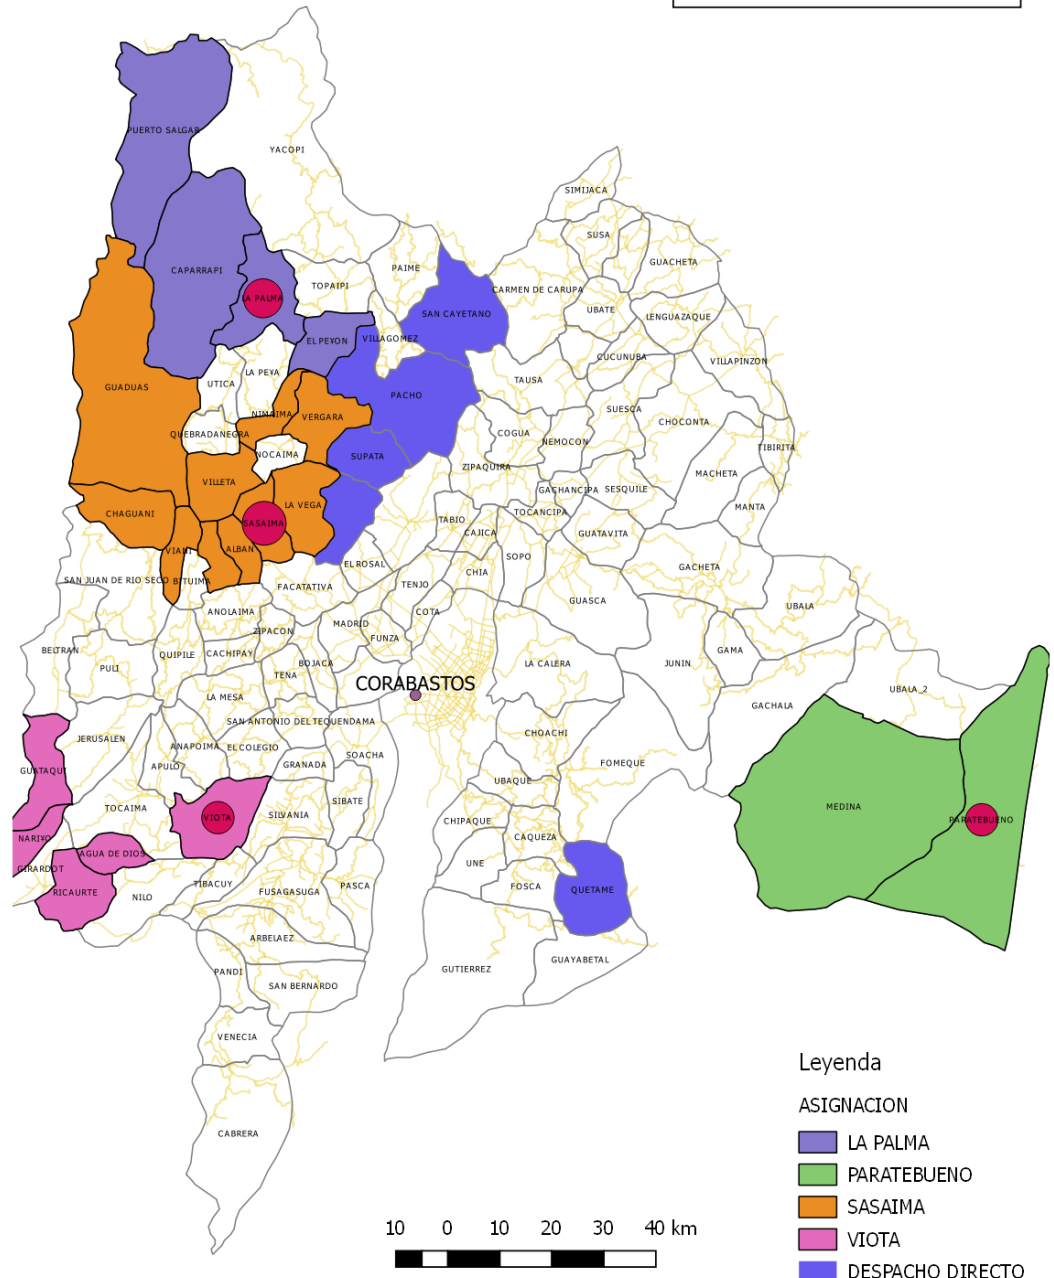 PUERTO SALGAR
YACOPI
SIMIJACA
SUSA
GUACHETA
PAIME
CAPARRAPI
TOPAIPI
CARMEN DE CARUPA
LA PALMA
UBATE
SAN CAYETANO
LENGUAZAQUE
EL PE¥ON
VILLAGOMEZ
CUCUNUBA
VILLAPINZON
LA PE¥A
UTICA
TAUSA
GUADUAS
PACHO
SUESCA
NIMAIMA
VERGARA
CHOCONTA
QUEBRADANEGRA
COGUA
NEMOCON
TIBIRITA
NOCAIMA
SUPATA
ZIPAQUIRA
MACHETA
VILLETA
GACHANCIPA
SESQUILE
LA VEGA
MANTA
CHAGUANI
TOCANCIPA
SASAIMA
TABIO
CAJICA
GUATAVITA
VIANI
ALBAN
SOPO
EL ROSAL
GACHETA
CHIA
SAN JUAN DE RIO SECO
BITUIMA
FACATATIVA
TENJO
GUASCA
UBALA
ANOLAIMA
COTA
ZIPACON
MADRID
FUNZA
BELTRAN
PULI
QUIPILE
CACHIPAY
BOJACA
LA CALERA
JUNIN
GAMA
TENA
CORABASTOS
UBALA_2
LA MESA
GACHALA
SAN ANTONIO DEL TEQUENDAMA
JERUSALEN
ANAPOIMA
EL COLEGIO
CHOACHI
SOACHA
GUATAQUI
APULO
GRANADA
FOMEQUE
UBAQUE
SIBATE
TOCAIMA
MEDINA
VIOTA
SILVANIA
CHIPAQUE
PARATEBUENO
NARI¥O
CAQUEZA
AGUA DE DIOS
GIRARDOT
UNE
RICAURTE
TIBACUY
FUSAGASUGA
PASCA
FOSCA
QUETAME
NILO
ARBELAEZ
GUAYABETAL
PANDI
GUTIERREZ
SAN BERNARDO
VENECIA
CABRERA
Leyenda
ASIGNACION
LA PALMA
PARATEBUENO
SASAIMA
VIOTA
DESPACHO DIRECTO
10 0 10 20 30 40 km